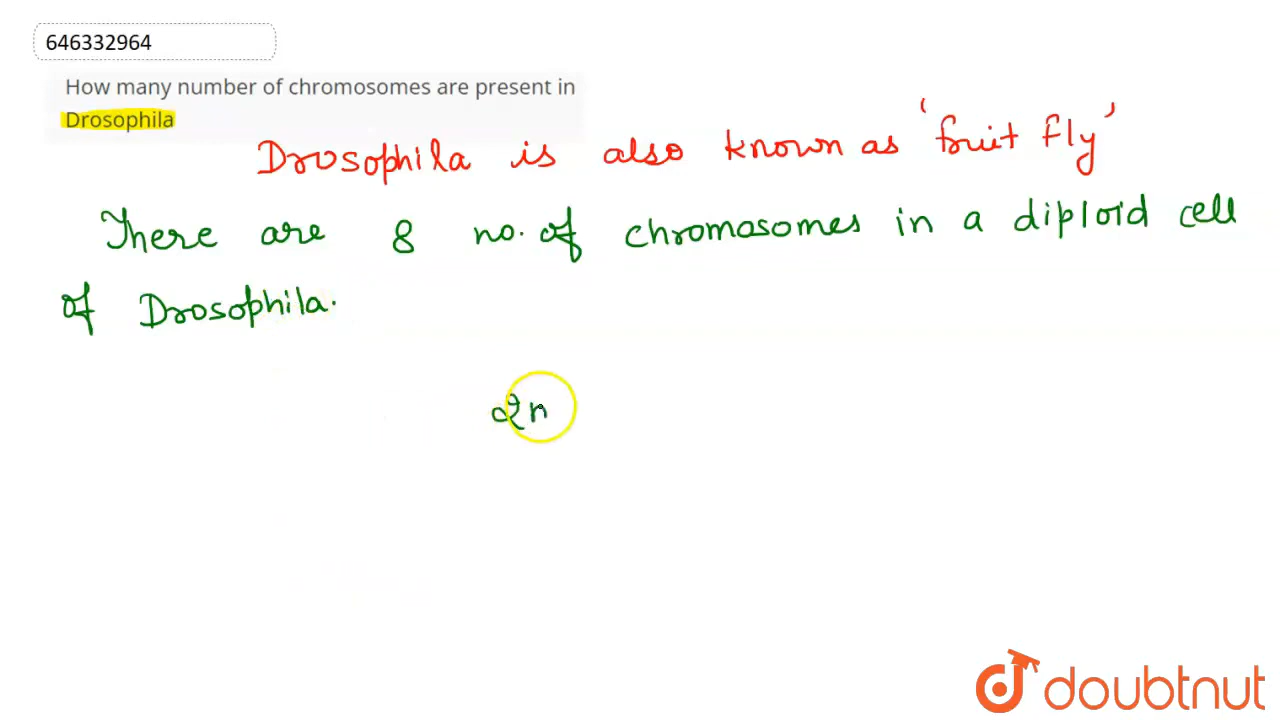 646332964
How many number of chromosomes are present in
Drosophila
Drosophila is also known as 'fruit fly'
There are 8 no. of chromosomes in a diploid cell
of Drosophila.
2n
doubtnut